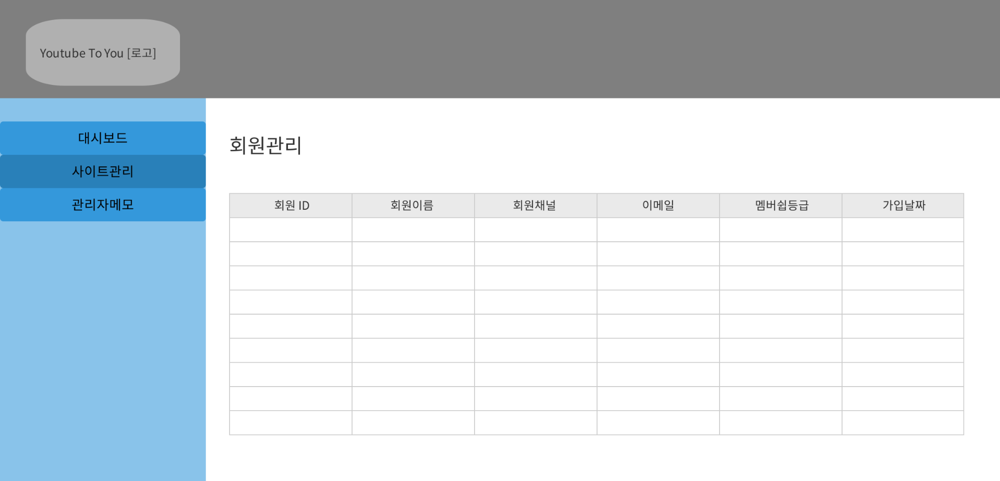 Youtube To You [로고]
대시보드
사이트관리
관리자메모
회원관리
회원 ID 회원이름 회원채널 이메일 멤버쉽등급 가입날짜